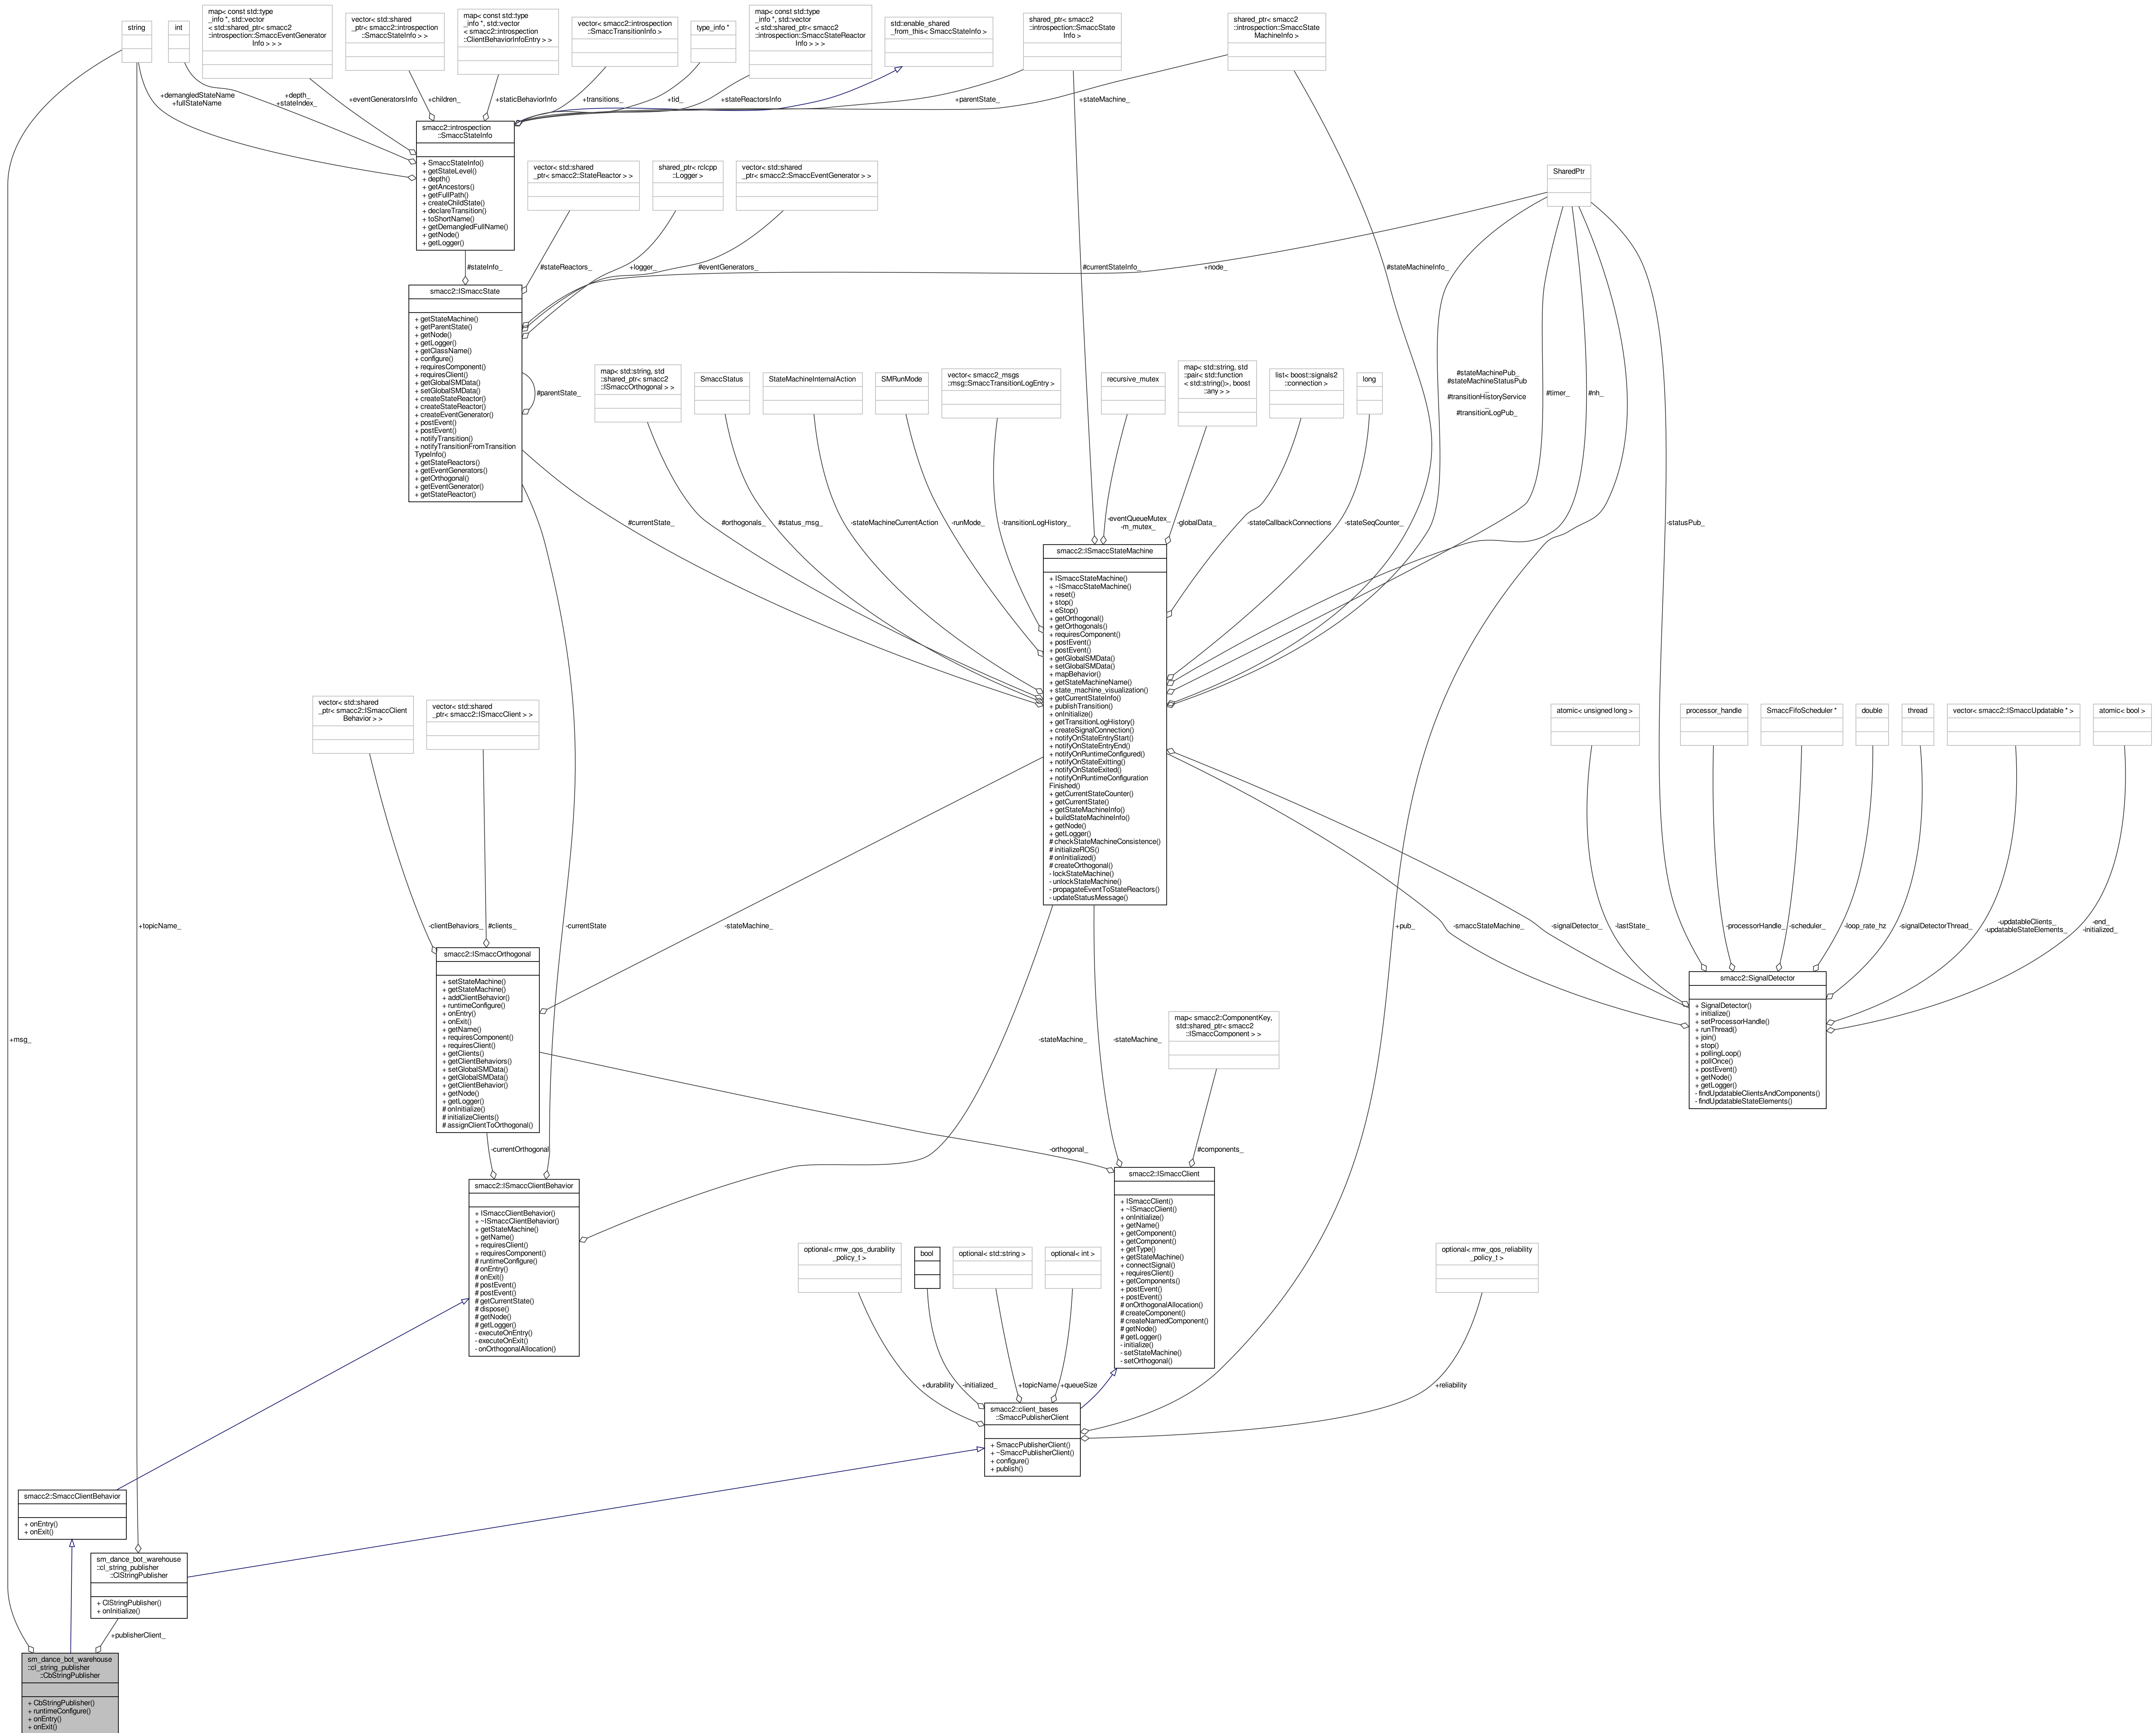 string
int
map< const std::type
_info *, std::vector
< std::shared_ptr< smacc2
::introspection::SmaccEventGenerator
Info > > >
vector< std::shared
_ptr< smacc2::introspection
::SmaccStateInfo > >
map< const std::type
_info *, std::vector
< smacc2::introspection
::ClientBehaviorInfoEntry > >
vector< smacc2::introspection
::SmaccTransitionInfo >
type_info *
map< const std::type
_info *, std::vector
< std::shared_ptr< smacc2
::introspection::SmaccStateReactor
Info > > >
std::enable_shared
_from_this< SmaccStateInfo >
shared_ptr< smacc2
::introspection::SmaccState
Info >
shared_ptr< smacc2
::introspection::SmaccState
MachineInfo >
+demangledStateName
+fullStateName
+depth_
+stateIndex_
+eventGeneratorsInfo
+children_
+staticBehaviorInfo
+transitions_
+tid_
+stateReactorsInfo
+parentState_
+stateMachine_
smacc2::introspection
::SmaccStateInfo
+ SmaccStateInfo()
+ getStateLevel()
+ depth()
+ getAncestors()
+ getFullPath()
+ createChildState()
+ declareTransition()
+ toShortName()
+ getDemangledFullName()
+ getNode()
+ getLogger()
vector< std::shared
_ptr< smacc2::StateReactor > >
shared_ptr< rclcpp
::Logger >
vector< std::shared
_ptr< smacc2::SmaccEventGenerator > >
SharedPtr
#stateInfo_
#stateReactors_
+logger_
#eventGenerators_
#currentStateInfo_
+node_
#stateMachineInfo_
smacc2::ISmaccState
+ getStateMachine()
+ getParentState()
+ getNode()
+ getLogger()
+ getClassName()
+ configure()
+ requiresComponent()
+ requiresClient()
+ getGlobalSMData()
+ setGlobalSMData()
+ createStateReactor()
+ createStateReactor()
+ createEventGenerator()
+ postEvent()
+ postEvent()
+ notifyTransition()
+ notifyTransitionFromTransition
TypeInfo()
+ getStateReactors()
+ getEventGenerators()
+ getOrthogonal()
+ getEventGenerator()
+ getStateReactor()
#parentState_
map< std::string, std
::shared_ptr< smacc2
::ISmaccOrthogonal > >
SmaccStatus
StateMachineInternalAction
SMRunMode
vector< smacc2_msgs
::msg::SmaccTransitionLogEntry >
recursive_mutex
map< std::string, std
::pair< std::function
< std::string()>, boost
::any > >
list< boost::signals2
::connection >
long
#stateMachinePub_
#stateMachineStatusPub
_
#transitionHistoryService
_
#transitionLogPub_
#timer_
#nh_
#currentState_
#orthogonals_
#status_msg_
-stateMachineCurrentAction
-runMode_
-transitionLogHistory_
-eventQueueMutex_
-m_mutex_
-globalData_
-stateCallbackConnections
-stateSeqCounter_
-statusPub_
smacc2::ISmaccStateMachine
+ ISmaccStateMachine()
+ ~ISmaccStateMachine()
+ reset()
+ stop()
+ eStop()
+ getOrthogonal()
+ getOrthogonals()
+ requiresComponent()
+ postEvent()
+ postEvent()
+ getGlobalSMData()
+ setGlobalSMData()
+ mapBehavior()
+ getStateMachineName()
+ state_machine_visualization()
+ getCurrentStateInfo()
+ publishTransition()
+ onInitialize()
+ getTransitionLogHistory()
+ createSignalConnection()
+ notifyOnStateEntryStart()
+ notifyOnStateEntryEnd()
+ notifyOnRuntimeConfigured()
+ notifyOnStateExitting()
+ notifyOnStateExited()
+ notifyOnRuntimeConfiguration
Finished()
+ getCurrentStateCounter()
+ getCurrentState()
+ getStateMachineInfo()
+ buildStateMachineInfo()
+ getNode()
+ getLogger()
# checkStateMachineConsistence()
# initializeROS()
# onInitialized()
# createOrthogonal()
- lockStateMachine()
- unlockStateMachine()
- propagateEventToStateReactors()
- updateStatusMessage()
vector< std::shared
_ptr< smacc2::ISmaccClient
Behavior > >
vector< std::shared
_ptr< smacc2::ISmaccClient > >
atomic< unsigned long >
processor_handle
SmaccFifoScheduler *
double
thread
vector< smacc2::ISmaccUpdatable * >
atomic< bool >
+topicName_
-clientBehaviors_
#clients_
-currentState
-stateMachine_
+pub_
-smaccStateMachine_
-signalDetector_
-lastState_
-processorHandle_
-scheduler_
-loop_rate_hz
-signalDetectorThread_
-updatableClients_
-updatableStateElements_
-end_
-initialized_
smacc2::ISmaccOrthogonal
+ setStateMachine()
+ getStateMachine()
+ addClientBehavior()
+ runtimeConfigure()
+ onEntry()
+ onExit()
+ getName()
+ requiresComponent()
+ requiresClient()
+ getClients()
+ getClientBehaviors()
+ setGlobalSMData()
+ getGlobalSMData()
+ getClientBehavior()
+ getNode()
+ getLogger()
# onInitialize()
# initializeClients()
# assignClientToOrthogonal()
smacc2::SignalDetector
+ SignalDetector()
+ initialize()
+ setProcessorHandle()
+ runThread()
+ join()
+ stop()
+ pollingLoop()
+ pollOnce()
+ postEvent()
+ getNode()
+ getLogger()
- findUpdatableClientsAndComponents()
- findUpdatableStateElements()
+msg_
-stateMachine_
-stateMachine_
map< smacc2::ComponentKey,
std::shared_ptr< smacc2
::ISmaccComponent > >
-currentOrthogonal
-orthogonal_
#components_
smacc2::ISmaccClientBehavior
+ ISmaccClientBehavior()
+ ~ISmaccClientBehavior()
+ getStateMachine()
+ getName()
+ requiresClient()
+ requiresComponent()
# runtimeConfigure()
# onEntry()
# onExit()
# postEvent()
# postEvent()
# getCurrentState()
# dispose()
# getNode()
# getLogger()
- executeOnEntry()
- executeOnExit()
- onOrthogonalAllocation()
smacc2::ISmaccClient
+ ISmaccClient()
+ ~ISmaccClient()
+ onInitialize()
+ getName()
+ getComponent()
+ getComponent()
+ getType()
+ getStateMachine()
+ connectSignal()
+ requiresClient()
+ getComponents()
+ postEvent()
+ postEvent()
# onOrthogonalAllocation()
# createComponent()
# createNamedComponent()
# getNode()
# getLogger()
- initialize()
- setStateMachine()
- setOrthogonal()
optional< rmw_qos_durability
_policy_t >
bool
optional< std::string >
optional< int >
optional< rmw_qos_reliability
_policy_t >
+durability
-initialized_
+topicName
+queueSize
+reliability
smacc2::client_bases
::SmaccPublisherClient
+ SmaccPublisherClient()
+ ~SmaccPublisherClient()
+ configure()
+ publish()
smacc2::SmaccClientBehavior
+ onEntry()
+ onExit()
sm_dance_bot_warehouse
::cl_string_publisher
::ClStringPublisher
+ ClStringPublisher()
+ onInitialize()
+publisherClient_
sm_dance_bot_warehouse
::cl_string_publisher
::CbStringPublisher
+ CbStringPublisher()
+ runtimeConfigure()
+ onEntry()
+ onExit()